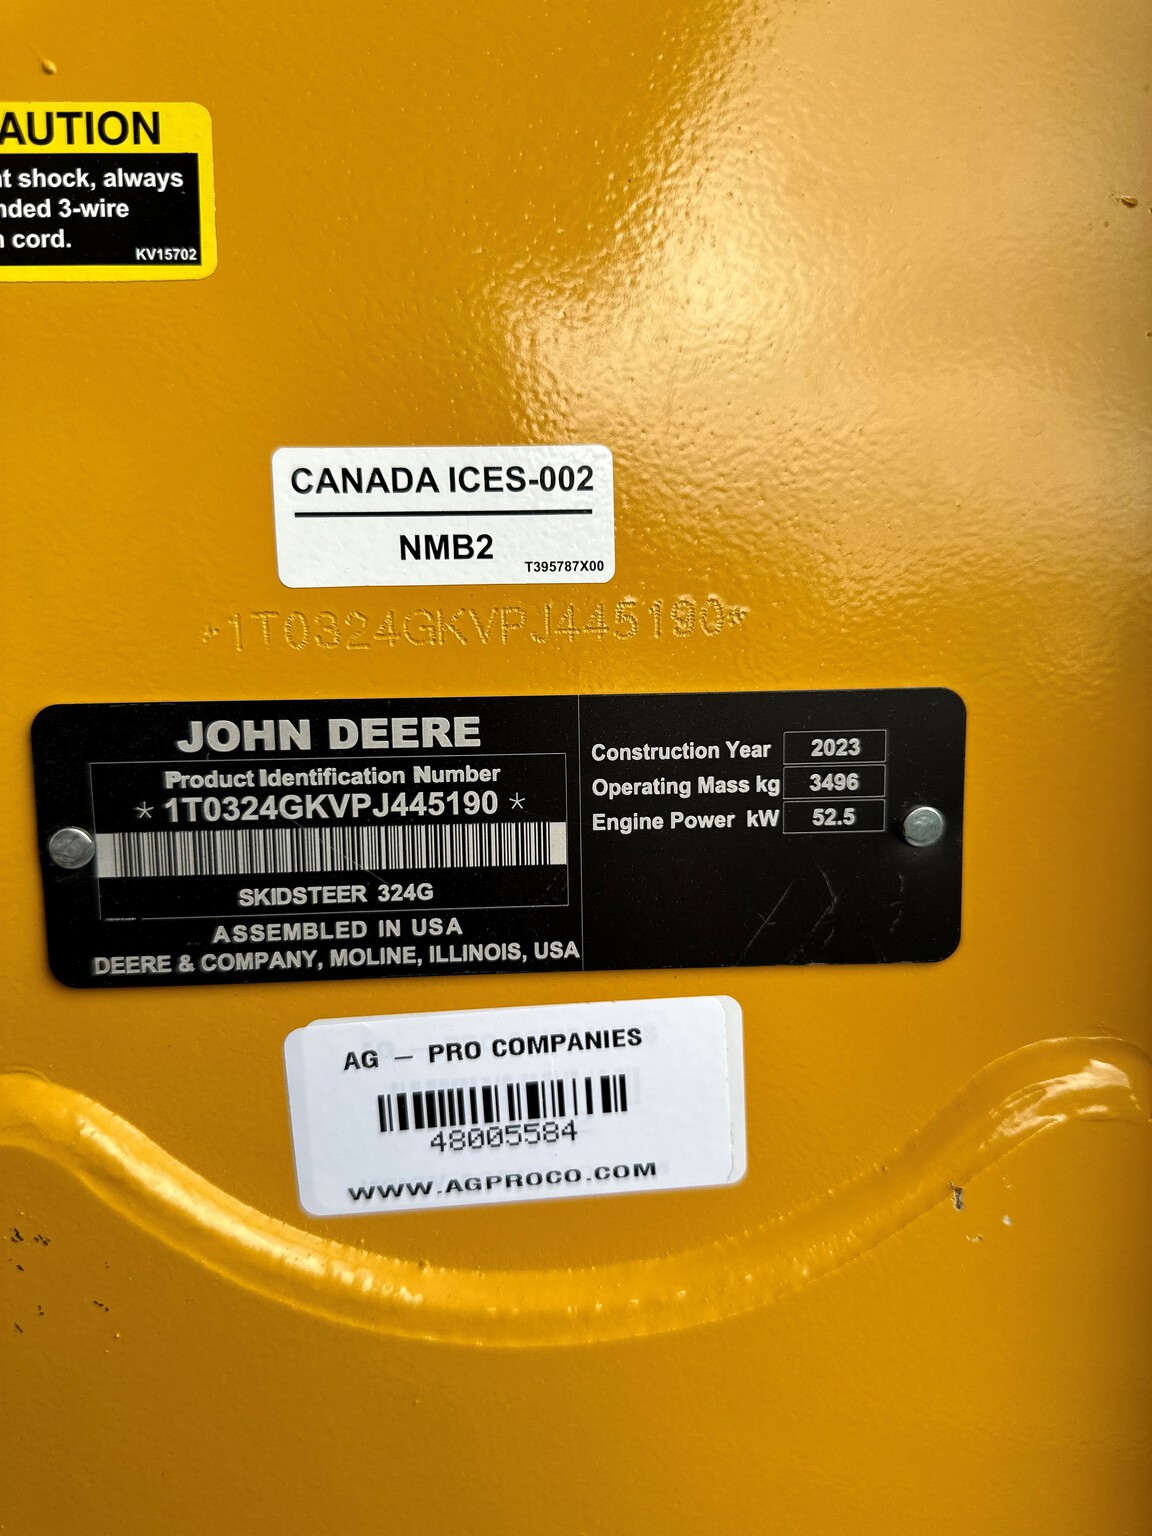 AUTION
shock, always
3-wire
cord.
KV15702
CANADA ICES-002
NMB2
T395787X00
*1T0324GKVPJ445190*
JOHN DEERE
Product Identification Number
* 1T0324GKVPJ445190 *
SKIDSTEER 324G
ASSEMBLED IN USA
DEERE & COMPANY, MOLINE, ILLINOIS, USA
Construction Year 2023
Operating Mass kg 3496
Engine Power kW 52.5
AG - PRO COMPANIES
48005584
WWW.AGPROCO.COM